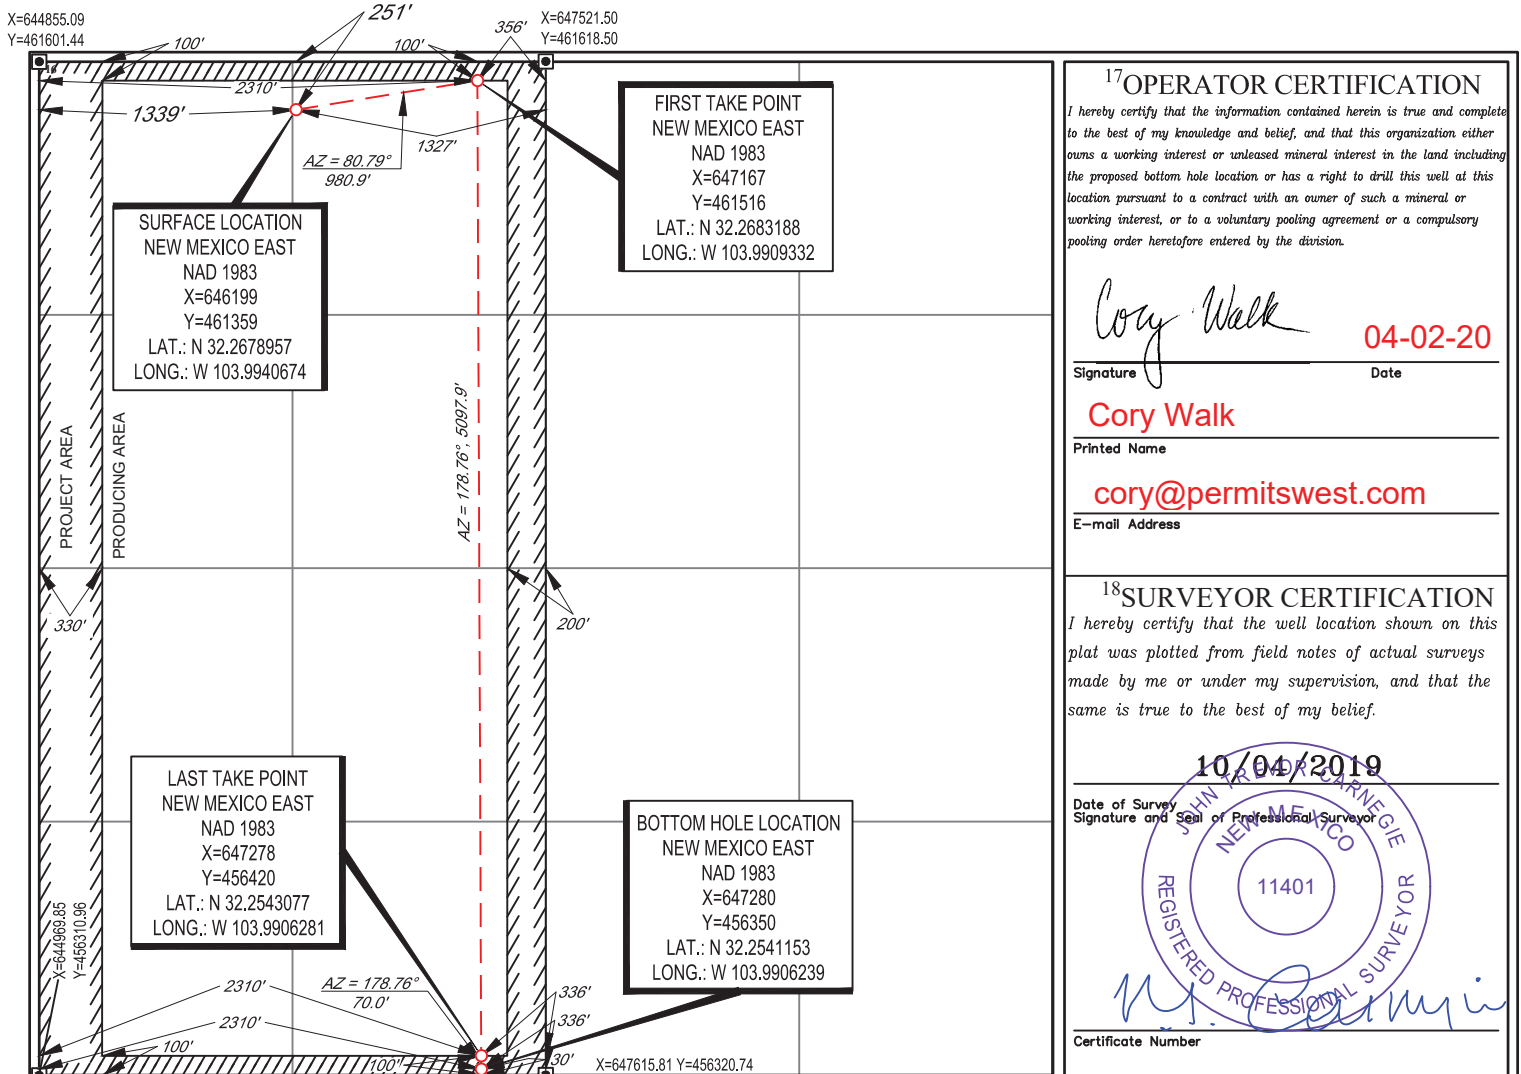 X=644855.09
Y=461601.44
251'
X=647521.50
Y=461618.50
356'
100'
100'
2310'
1339'
1327'
AZ = 80.79°
980.9'
SURFACE LOCATION
NEW MEXICO EAST
NAD 1983
X=646199
Y=461359
LAT.: N 32.2678957
LONG.: W 103.9940674
FIRST TAKE POINT
NEW MEXICO EAST
NAD 1983
X=647167
Y=461516
LAT.: N 32.2683188
LONG.: W 103.9909332
PROJECT AREA
PRODUCING AREA
AZ = 178.76°, 5097.9'
330'
200'
LAST TAKE POINT
NEW MEXICO EAST
NAD 1983
X=647278
Y=456420
LAT.: N 32.2543077
LONG.: W 103.9906281
BOTTOM HOLE LOCATION
NEW MEXICO EAST
NAD 1983
X=647280
Y=456350
LAT.: N 32.2541153
LONG.: W 103.9906239
X=644969.85
Y=456310.96
2310'
AZ = 178.76°
70.0'
336'
2310'
336'
100'
100'
30'
X=647615.81 Y=456320.74
17 OPERATOR CERTIFICATION
I hereby certify that the information contained herein is true and complete
to the best of my knowledge and belief, and that this organization either
owns a working interest or unleased mineral interest in the land including
the proposed bottom hole location or has a right to drill this well at this
location pursuant to a contract with an owner of such a mineral or
working interest, or to a voluntary pooling agreement or a compulsory
pooling order heretofore entered by the division.
Cory Walk
04-02-20
Signature Date
Cory Walk
Printed Name
cory@permitswest.com
E-mail Address
18 SURVEYOR CERTIFICATION
I hereby certify that the well location shown on this
plat was plotted from field notes of actual surveys
made by me or under my supervision, and that the
same is true to the best of my belief.
10/04/2019
Date of Survey
Signature and Seal of Professional Surveyor
JOHN TREVOR CARNEGIE
NEW MEXICO
11401
REGISTERED PROFESSIONAL SURVEYOR
Certificate Number